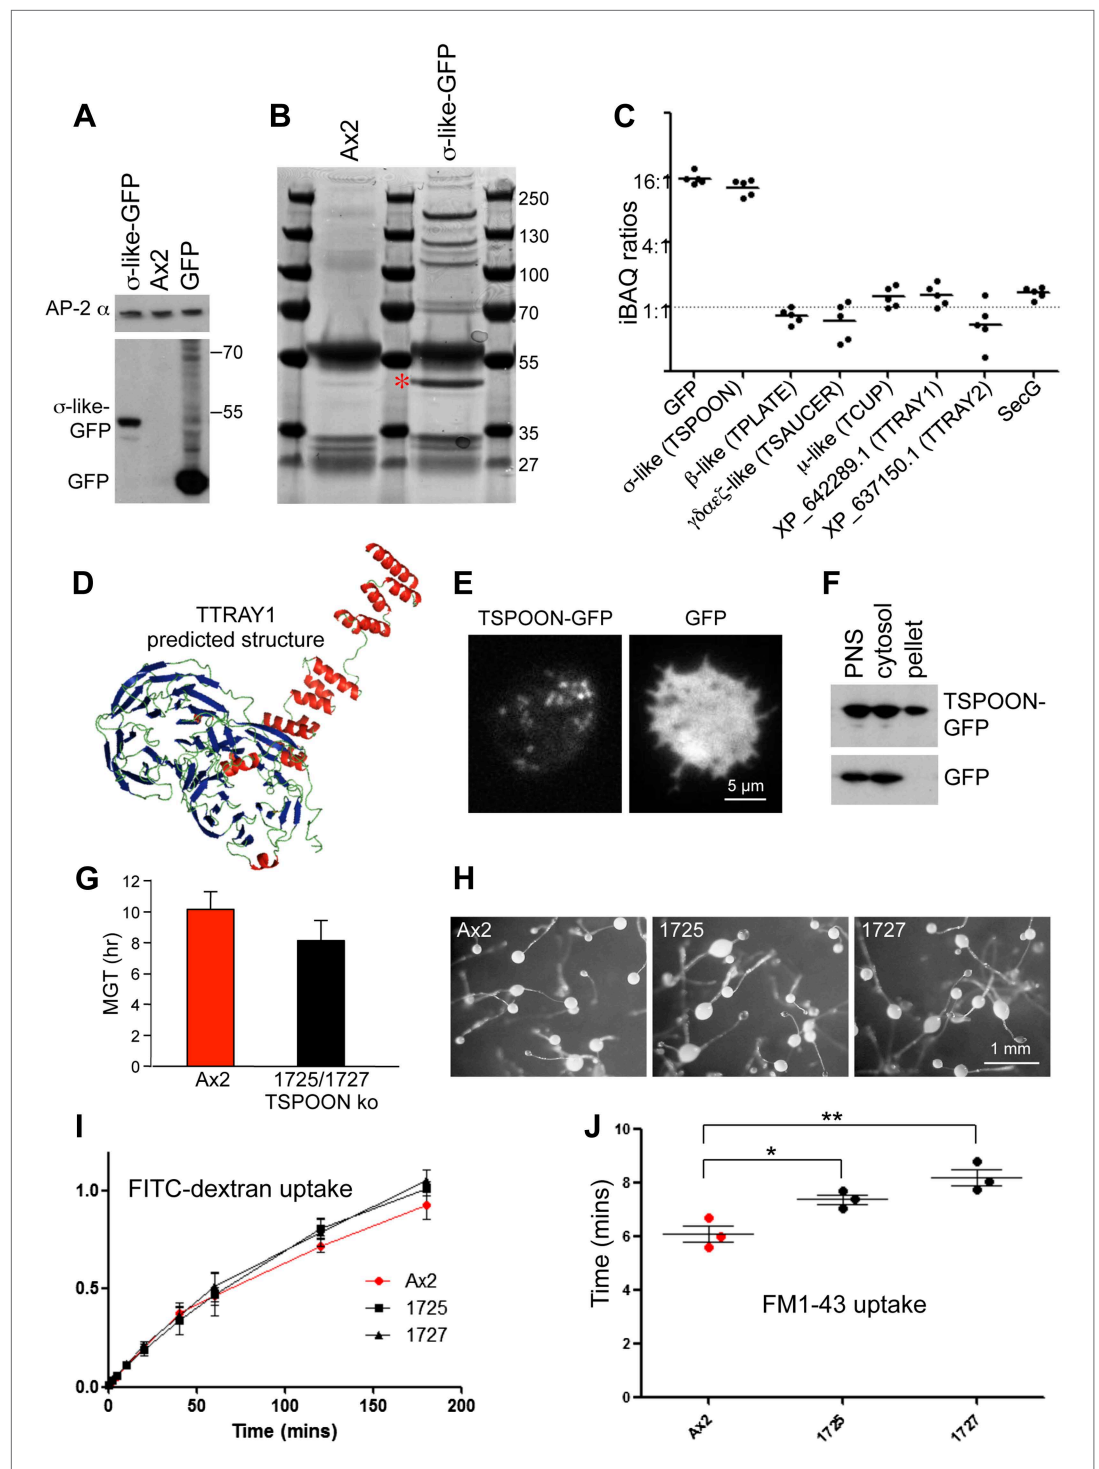 A
σ-like-GFP
Ax2
GFP
AP-2 α
–70
–55
σ-like-
GFP
GFP
B
Ax2
σ-like-GFP
250
130
100
70
55
*
35
27
C
iBAQ ratios
16:1
4:1
1:1
GFP
σ-like (TSPOON)
β-like (TPLATE)
γδαεζ-like (TSAUCER)
μ-like (TCUP)
XP_642289.1 (TTRAY1)
XP_637150.1 (TTRAY2)
SecG
D
TTRAY1
predicted structure
E
TSPOON-GFP
GFP
5 μm
F
PNS
cytosol
pellet
TSPOON-
GFP
GFP
G
MGT (hr)
12
10
8
6
4
2
0
Ax2
1725/1727
TSPOON ko
H
Ax2
1725
1727
1 mm
I
FITC-dextran uptake
1.0
0.5
0.0
Ax2
1725
1727
0
50
100
150
200
Time (mins)
J
**
*
Time (mins)
10
8
6
4
2
0
FM1-43 uptake
Ax2
1725
1727